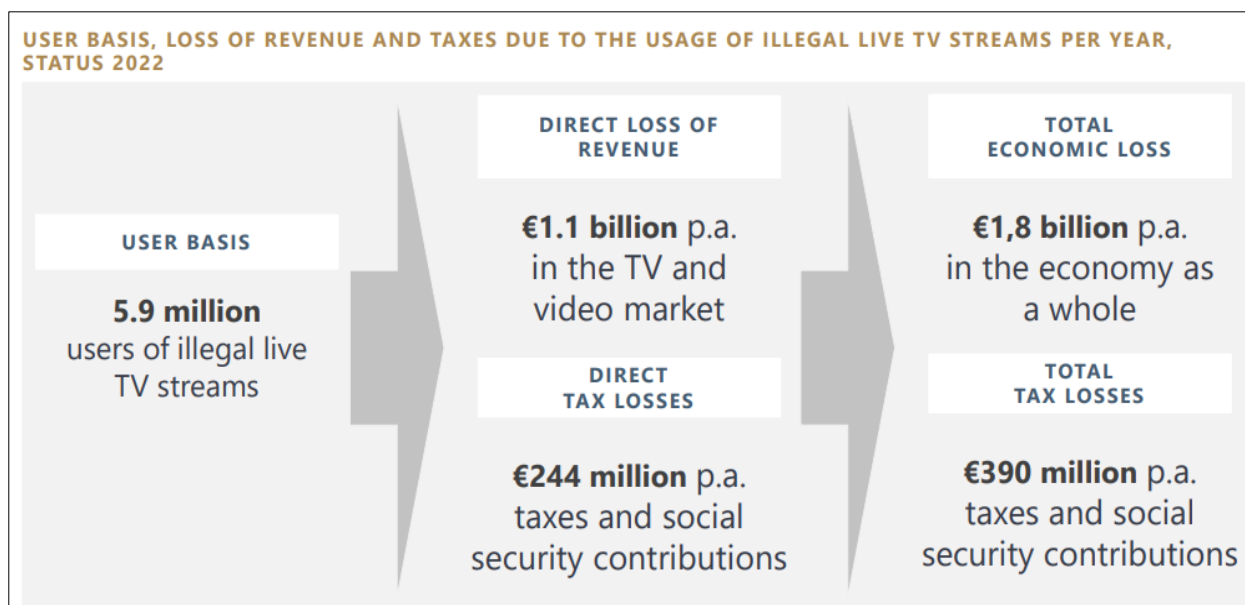 USER BASIS, LOSS OF REVENUE AND TAXES DUE TO THE USAGE OF ILLEGAL LIVE TV STREAMS PER YEAR,
STATUS 2022
USER BASIS
5.9 million
users of illegal live
TV streams
DIRECT LOSS OF
REVENUE
€1.1 billion p.a.
in the TV and
video market
DIRECT
TAX LOSSES
€244 million p.a.
taxes and social
security contributions
TOTAL
ECONOMIC LOSS
€1,8 billion p.a.
in the economy as
a whole
TOTAL
TAX LOSSES
€390 million p.a.
taxes and social
security contributions